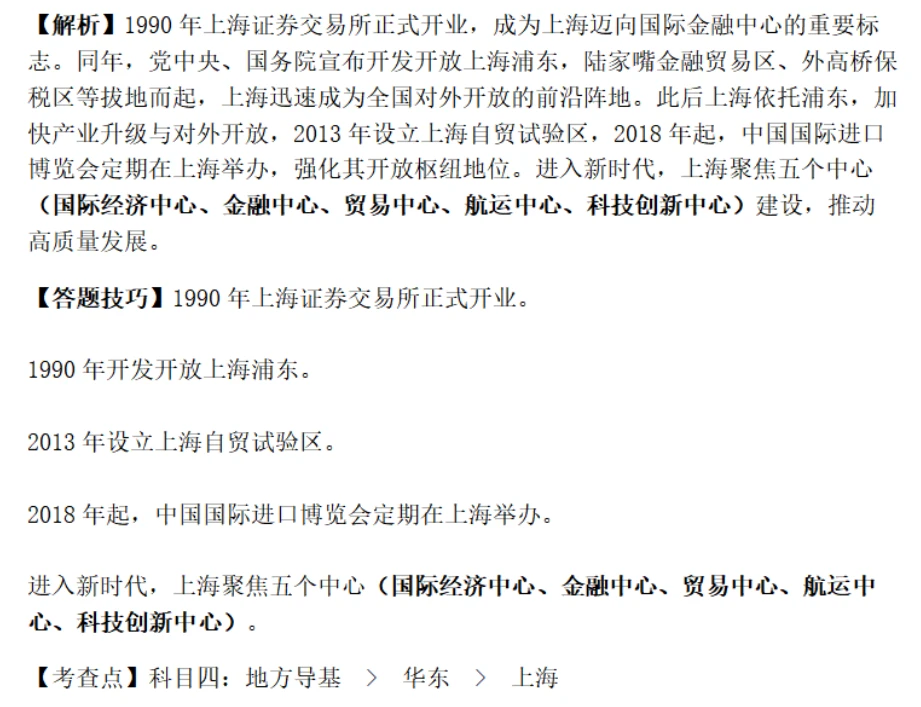 【解析】1990 年上海证券交易所正式开业，成为上海迈向国际金融中心的重要标
志。同年，党中央、国务院宣布开发开放上海浦东，陆家嘴金融贸易区、外高桥保
税区等拔地而起，上海迅速成为全国对外开放的前沿阵地。此后上海依托浦东，加
快产业升级与对外开放，2013 年设立上海自贸试验区，2018 年起，中国国际进口
博览会定期在上海举办，强化其开放枢纽地位。进入新时代，上海聚焦五个中心
（国际经济中心、金融中心、贸易中心、航运中心、科技创新中心）建设，推动
高质量发展。
【答题技巧】1990 年上海证券交易所正式开业。
1990 年开发开放上海浦东。
2013 年设立上海自贸试验区。
2018 年起，中国国际进口博览会定期在上海举办。
进入新时代，上海聚焦五个中心（国际经济中心、金融中心、贸易中心、航运中
心、科技创新中心）。
【考查点】科目四：地方导基 > 华东 > 上海